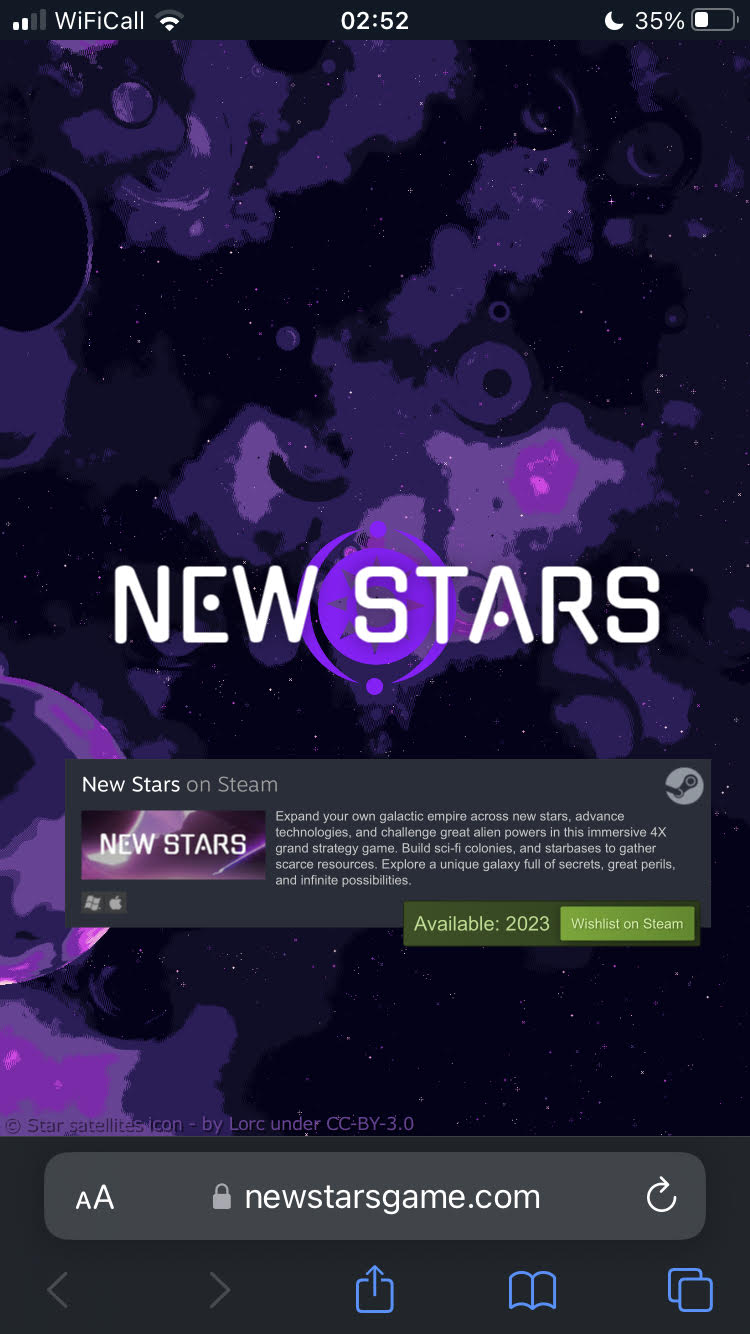 WiFiCall 02:52 35%
NEW STARS
New Stars on Steam
NEW STARS
Expand your own galactic empire across new stars, advance
technologies, and challenge great alien powers in this immersive 4X
grand strategy game. Build sci-fi colonies, and starbases to gather
scarce resources. Explore a unique galaxy full of secrets, great perils,
and infinite possibilities.
Available: 2023 Wishlist on Steam
© Star satellites icon - by Lorc under CC-BY-3.0
AA newstarsgame.com